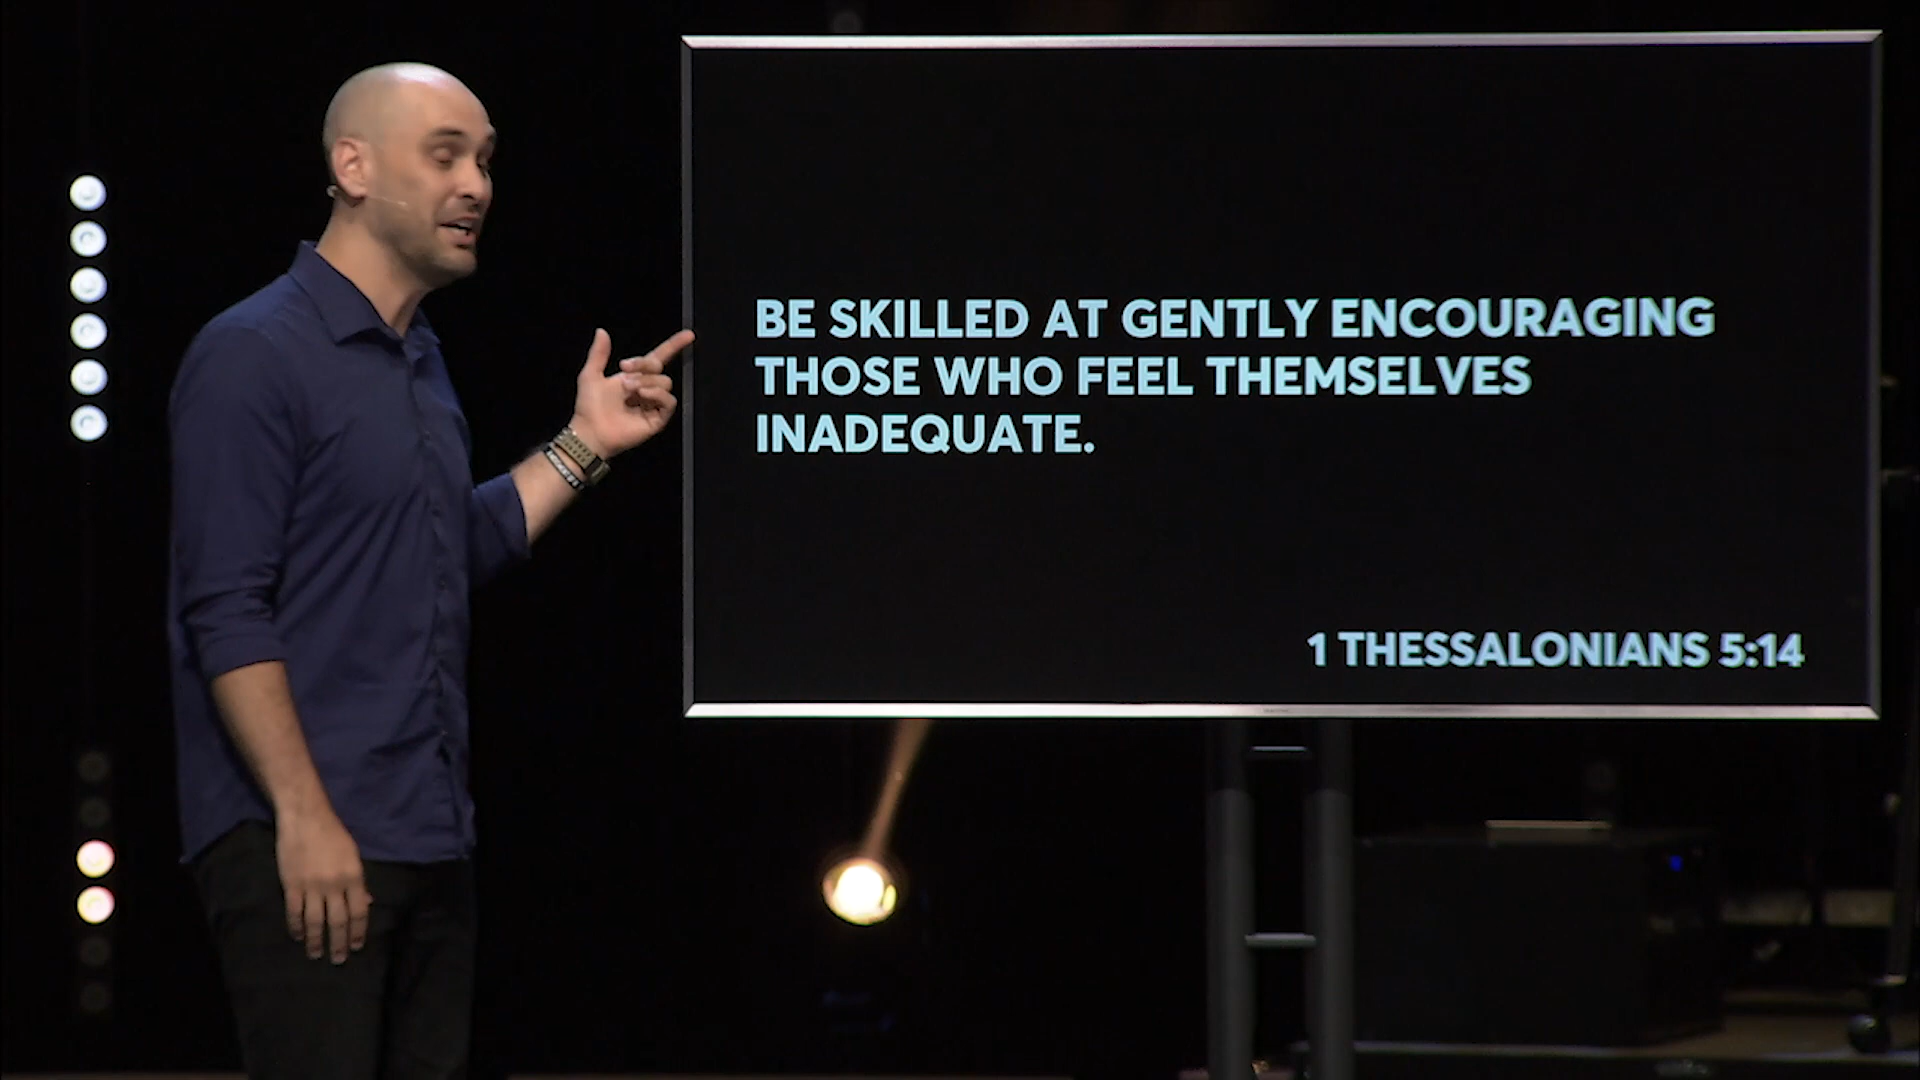 BE SKILLED AT GENTLY ENCOURAGING
THOSE WHO FEEL THEMSELVES
INADEQUATE.
1 THESSALONIANS 5:14